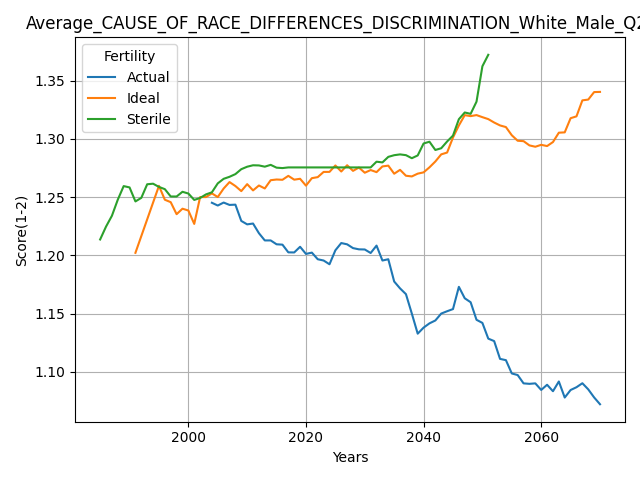 Average_CAUSE_OF_RACE_DIFFERENCES_DISCRIMINATION_White_Male_Q2
Fertility
Actual
Ideal
Sterile
1.35
1.30
1.25
1.20
1.15
1.10
Score(1-2)
2000 2020 2040 2060
Years